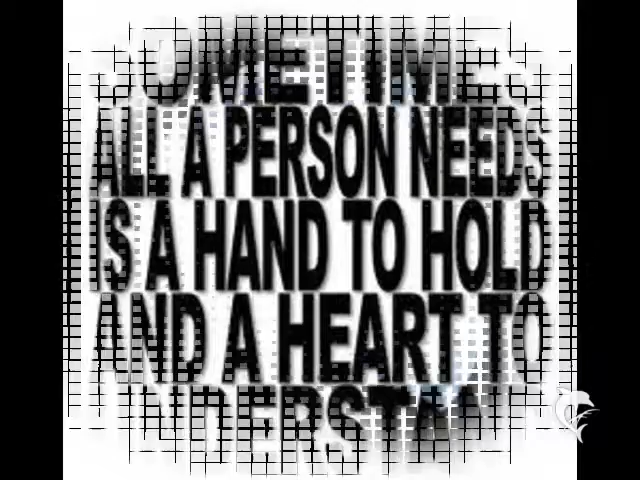 SOMETIMES
ALL A PERSON NEEDS
IS A HAND TO HOLD
AND A HEART TO
UNDERSTAND